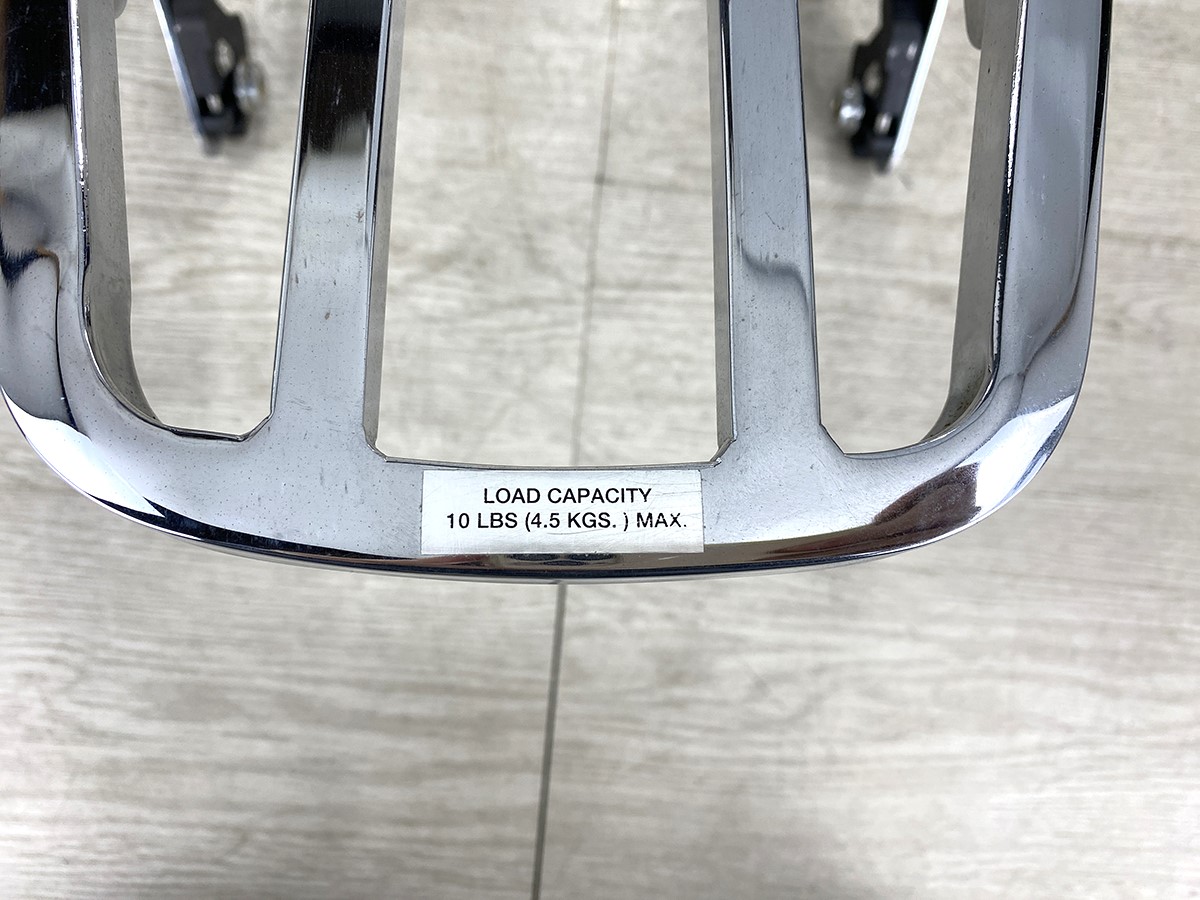 LOAD CAPACITY
10 LBS (4.5 KGS. ) MAX.